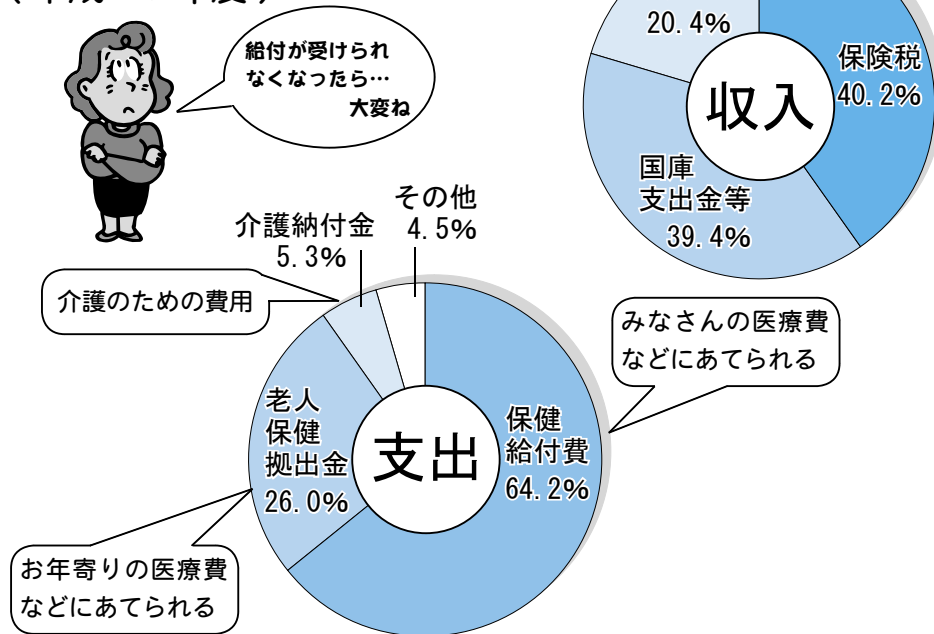 給付が受けられ
なくなったら…
大変ね
20.4%
収入
保険税
40.2%
国庫
支出金等
39.4%
その他
4.5%
介護納付金
5.3%
介護のための費用
みなさんの医療費
などにあてられる
老人
保健
拠出金
26.0%
支出
保健
給付費
64.2%
お年寄りの医療費
などにあてられる